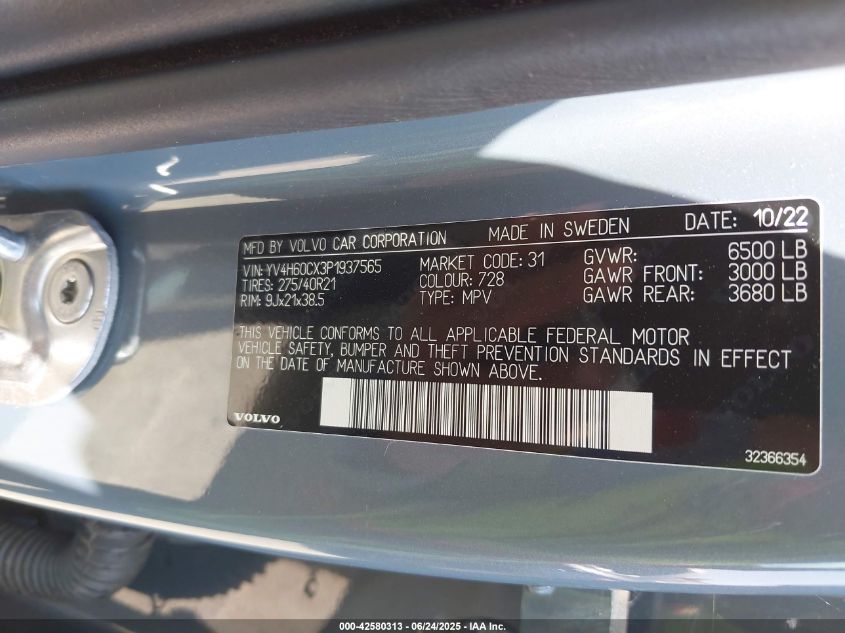 MFD BY VOLVO CAR CORPORATION MADE IN SWEDEN DATE: 10/22
VIN: YV4H60CX3P1937565 MARKET CODE: 31 GVWR: 6500 LB
TIRES: 275/40R21 COLOUR: 728 GAWR FRONT: 3000 LB
RIM: 9Jx21x38.5 TYPE: MPV GAWR REAR: 3680 LB
THIS VEHICLE CONFORMS TO ALL APPLICABLE FEDERAL MOTOR
VEHICLE SAFETY, BUMPER AND THEFT PREVENTION STANDARDS IN EFFECT
ON THE DATE OF MANUFACTURE SHOWN ABOVE.
VOLVO
32366354
000-42580313 - 06/24/2025 - IAA Inc.